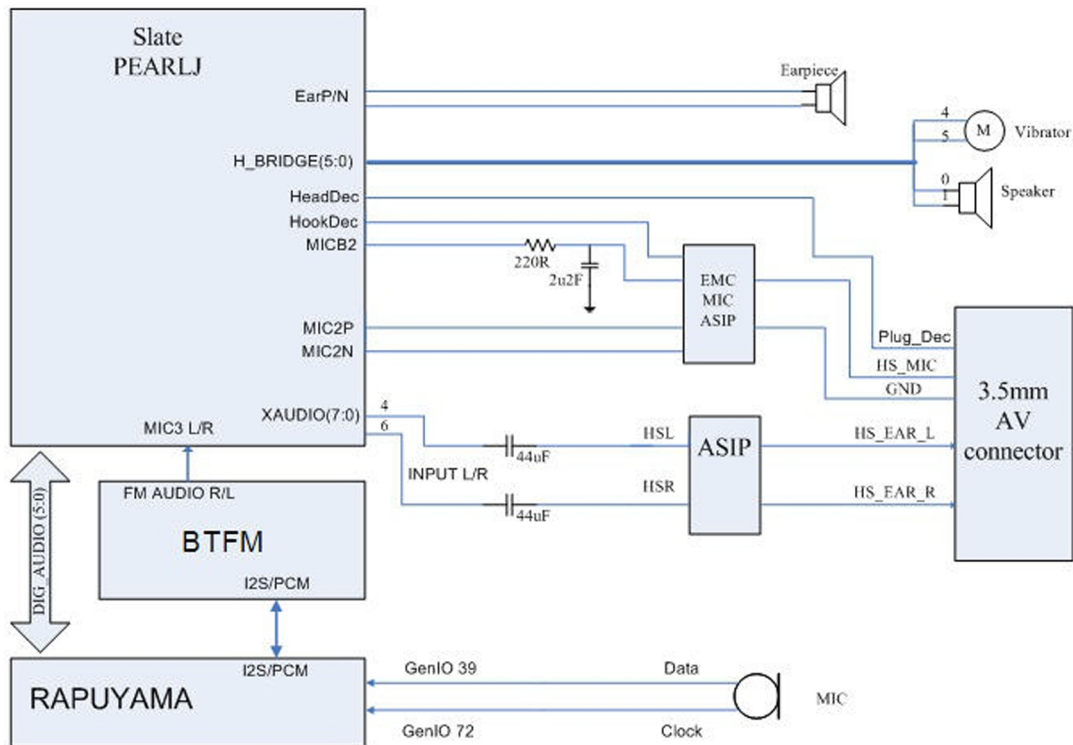 Slate
PEARLJ
EarP/N
Earpiece
H_BRIDGE(5:0)
4
5
M
Vibrator
0
1
Speaker
HeadDec
HookDec
MICB2
220R
2u2F
EMC
MIC
ASIP
MIC2P
MIC2N
Plug_Dec
HS_MIC
GND
3.5mm
AV
connector
XAUDIO(7:0)
4
6
MIC3 L/R
44uF
INPUT L/R
44uF
HSL
HSR
ASIP
HS_EAR_L
HS_EAR_R
FM AUDIO R/L
BTFM
I2S/PCM
DIG_AUDIO (5:0)
I2S/PCM
RAPUYAMA
GenIO 39
Data
GenIO 72
Clock
MIC